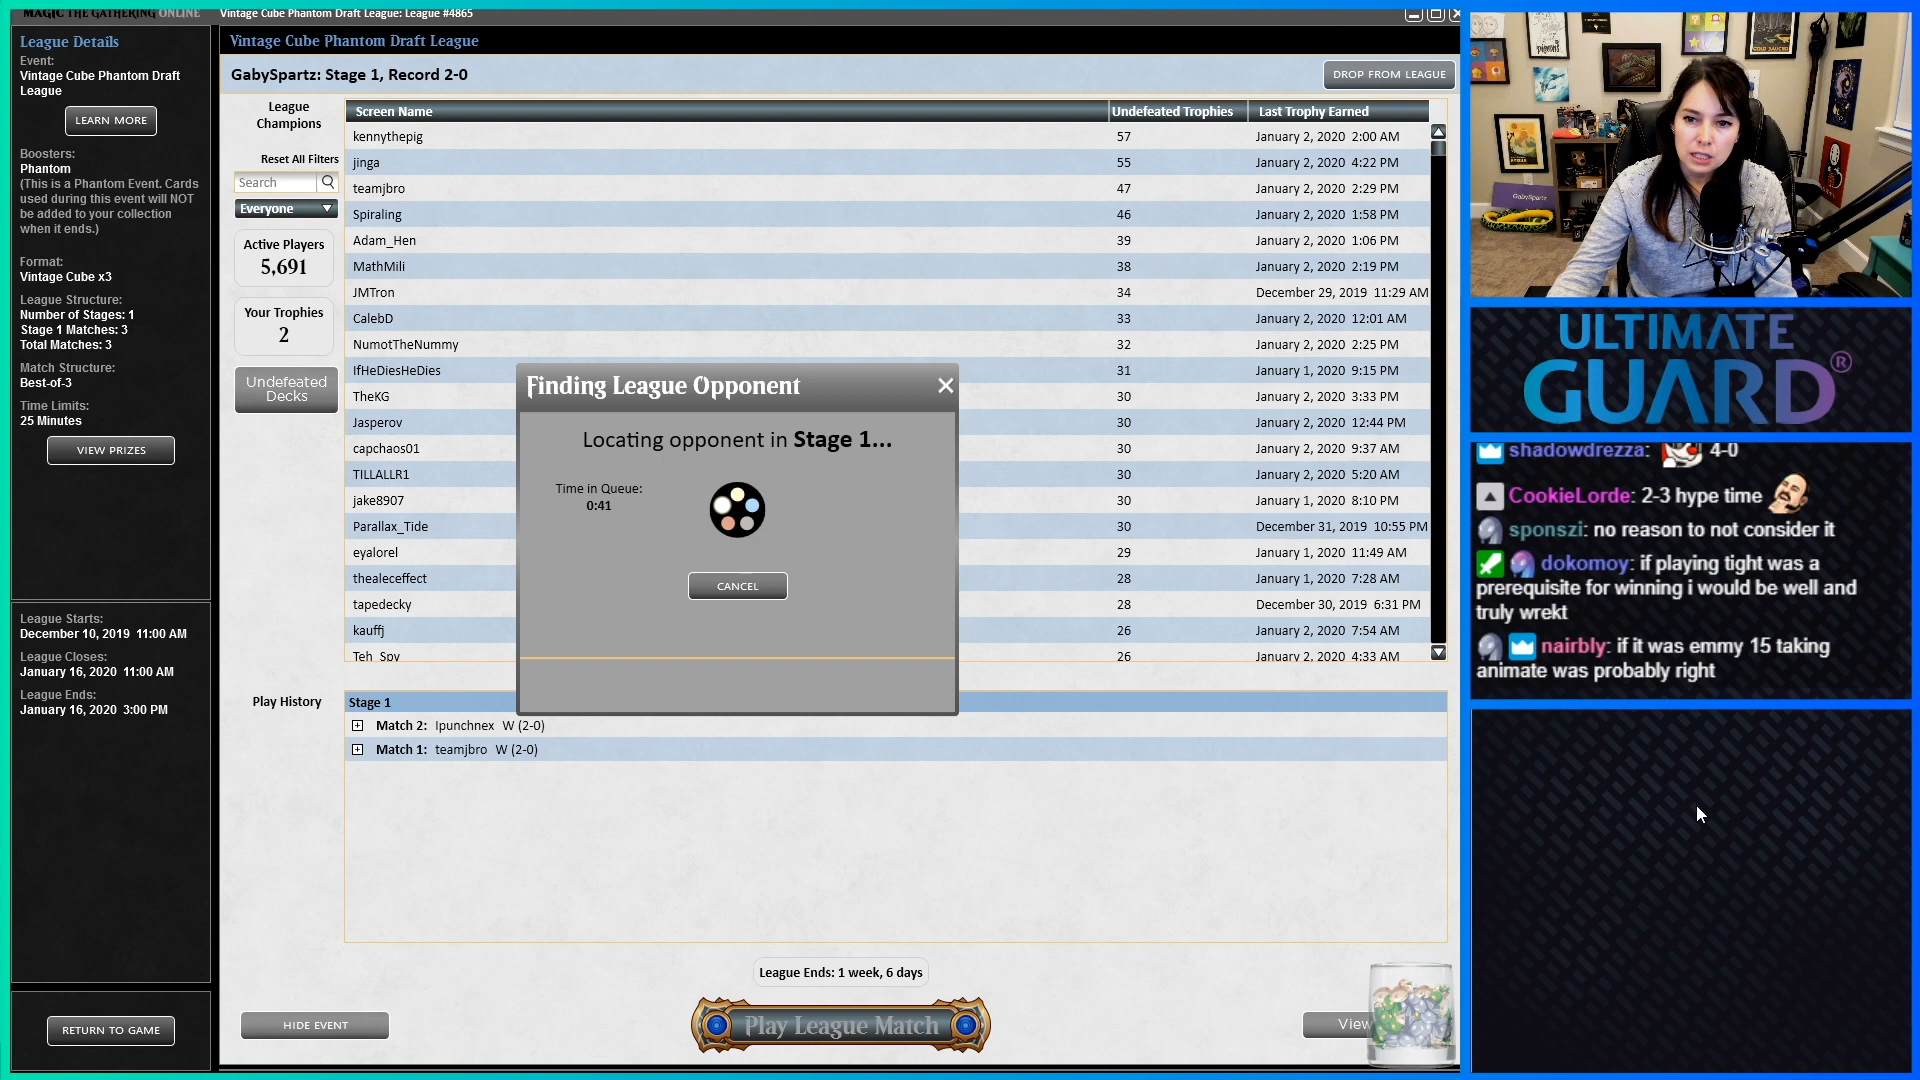 MAGIC THE GATHERING ONLINE
Vintage Cube Phantom Draft League: League #4865
League Details
Event:
Vintage Cube Phantom Draft
League
LEARN MORE
Boosters:
Phantom
(This is a Phantom Event. Cards
used during this event will NOT
be added to your collection
when it ends.)
Format:
Vintage Cube x3
League Structure:
Number of Stages: 1
Stage 1 Matches: 3
Total Matches: 3
Match Structure:
Best-of-3
Time Limits:
25 Minutes
VIEW PRIZES
League Starts:
December 10, 2019 11:00 AM
League Closes:
January 16, 2020 11:00 AM
League Ends:
January 16, 2020 3:00 PM
RETURN TO GAME
Vintage Cube Phantom Draft League
GabySpartz: Stage 1, Record 2-0
DROP FROM LEAGUE
League
Champions
Reset All Filters
Search
Everyone
Active Players
5,691
Your Trophies
2
Undefeated
Decks
Screen Name Undefeated Trophies Last Trophy Earned
kennythepig 57 January 2, 2020 2:00 AM
jinga 55 January 2, 2020 4:22 PM
teamjbro 47 January 2, 2020 2:29 PM
Spiraling 46 January 2, 2020 1:58 PM
Adam_Hen 39 January 2, 2020 1:06 PM
MathMili 38 January 2, 2020 2:19 PM
JMTron 34 December 29, 2019 11:29 AM
CalebD 33 January 2, 2020 12:01 AM
NumotTheNummy 32 January 2, 2020 2:25 PM
IfHeDiesHeDies 31 January 1, 2020 9:15 PM
TheKG 30 January 2, 2020 3:33 PM
Jasperov 30 January 2, 2020 12:44 PM
capchaos01 30 January 2, 2020 9:37 AM
TILLALLR1 30 January 2, 2020 5:20 AM
jake8907 30 January 1, 2020 8:10 PM
Parallax_Tide 30 December 31, 2019 10:55 PM
eyalorel 29 January 1, 2020 11:49 AM
thealeceffect 28 January 1, 2020 7:28 AM
tapedecky 28 December 30, 2019 6:31 PM
kauffj 26 January 2, 2020 7:54 AM
Teh_Spy 26 January 2, 2020 4:33 AM
Finding League Opponent
Locating opponent in Stage 1...
Time in Queue:
0:41
CANCEL
Play History
Stage 1
Match 2: Ipunchnex W (2-0)
Match 1: teamjbro W (2-0)
League Ends: 1 week, 6 days
HIDE EVENT
Play League Match
View
pigeons
GabySpartz
ULTIMATE
GUARD®
shadowdrezza: 4-0
CookieLorde: 2-3 hype time
sponszi: no reason to not consider it
dokomoy: if playing tight was a
prerequisite for winning i would be well and
truly wrekt
nairbly: if it was emmy 15 taking
animate was probably right